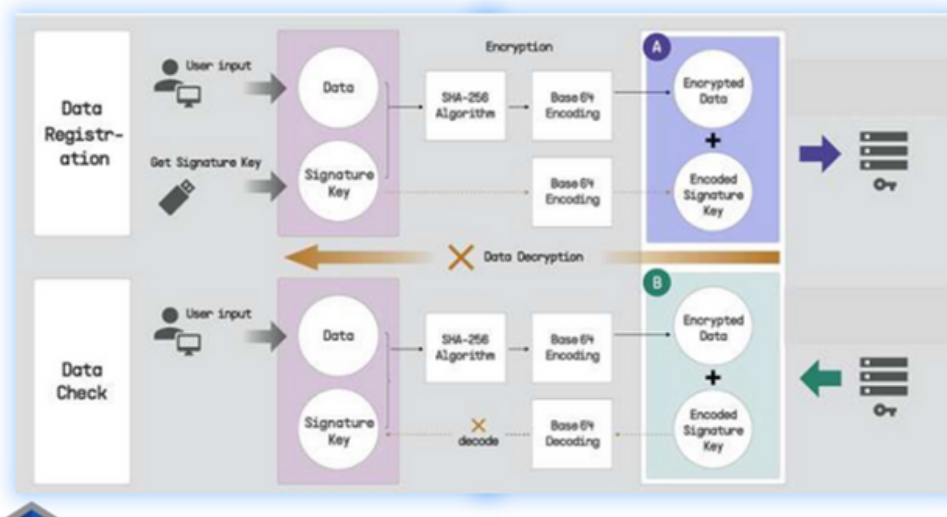 Data
Registr-
ation
User input
Get Signature Key
Data
Signature
Key
Encryption
SHA-256
Algorithm
Base 64
Encoding
Base 64
Encoding
A
Encrypted
Data
+
Encoded
Signature
Key
Data Decryption
Data
Check
User input
Data
Signature
Key
SHA-256
Algorithm
Base 64
Encoding
decode
Base 64
Decoding
B
Encrypted
Data
+
Encoded
Signature
Key